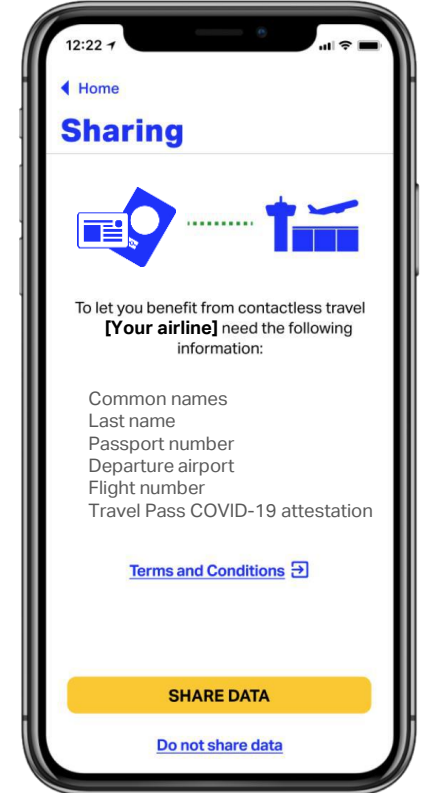 12:22
Home
Sharing
To let you benefit from contactless travel
[Your airline] need the following
information:
Common names
Last name
Passport number
Departure airport
Flight number
Travel Pass COVID-19 attestation
Terms and Conditions
SHARE DATA
Do not share data